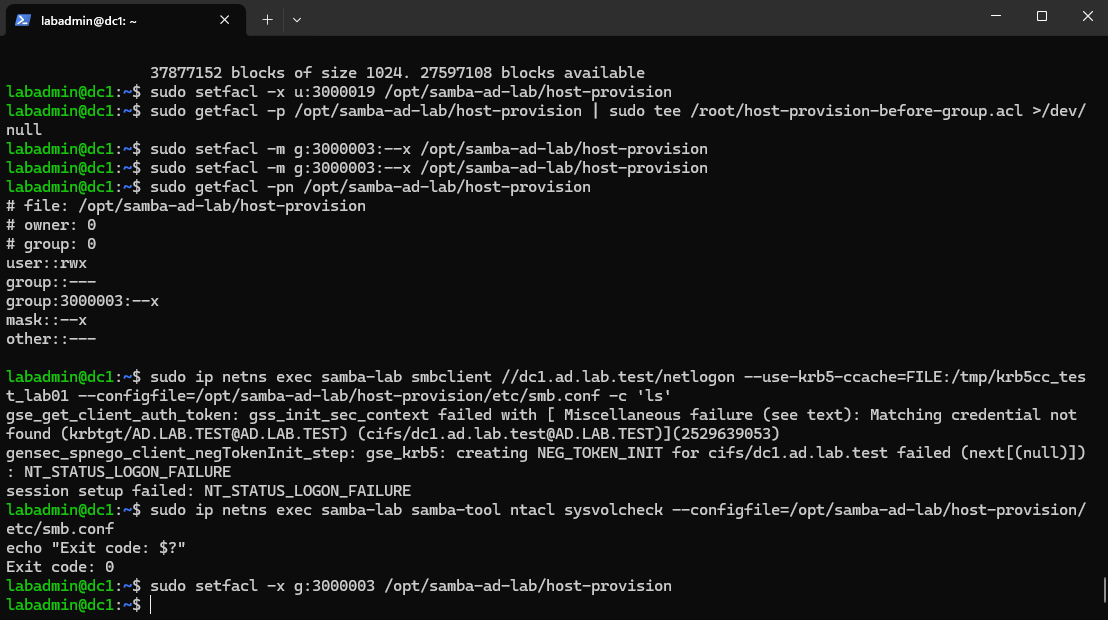 labadmin@dc1: ~
37877152 blocks of size 1024. 27597108 blocks available
labadmin@dc1:~$ sudo setfacl -x u:3000019 /opt/samba-ad-lab/host-provision
labadmin@dc1:~$ sudo getfacl -p /opt/samba-ad-lab/host-provision | sudo tee /root/host-provision-before-group.acl >/dev/
null
labadmin@dc1:~$ sudo setfacl -m g:3000003:--x /opt/samba-ad-lab/host-provision
labadmin@dc1:~$ sudo setfacl -m g:3000003:--x /opt/samba-ad-lab/host-provision
labadmin@dc1:~$ sudo getfacl -pn /opt/samba-ad-lab/host-provision
# file: /opt/samba-ad-lab/host-provision
# owner: 0
# group: 0
user::rwx
group::---
group:3000003:--x
mask::--x
other::---
labadmin@dc1:~$ sudo ip netns exec samba-lab smbclient //dc1.ad.lab.test/netlogon --use-krb5-ccache=FILE:/tmp/krb5cc_tes
t_lab01 --configfile=/opt/samba-ad-lab/host-provision/etc/smb.conf -c 'ls'
gse_get_client_auth_token: gss_init_sec_context failed with [ Miscellaneous failure (see text): Matching credential not
found (krbtgt/AD.LAB.TEST@AD.LAB.TEST) (cifs/dc1.ad.lab.test@AD.LAB.TEST)](2529639053)
gensec_spnego_client_negTokenInit_step: gse_krb5: creating NEG_TOKEN_INIT for cifs/dc1.ad.lab.test failed (next[(null)])
: NT_STATUS_LOGON_FAILURE
session setup failed: NT_STATUS_LOGON_FAILURE
labadmin@dc1:~$ sudo ip netns exec samba-lab samba-tool ntacl sysvolcheck --configfile=/opt/samba-ad-lab/host-provision/
etc/smb.conf
echo "Exit code: $?"
Exit code: 0
labadmin@dc1:~$ sudo setfacl -x g:3000003 /opt/samba-ad-lab/host-provision
labadmin@dc1:~$